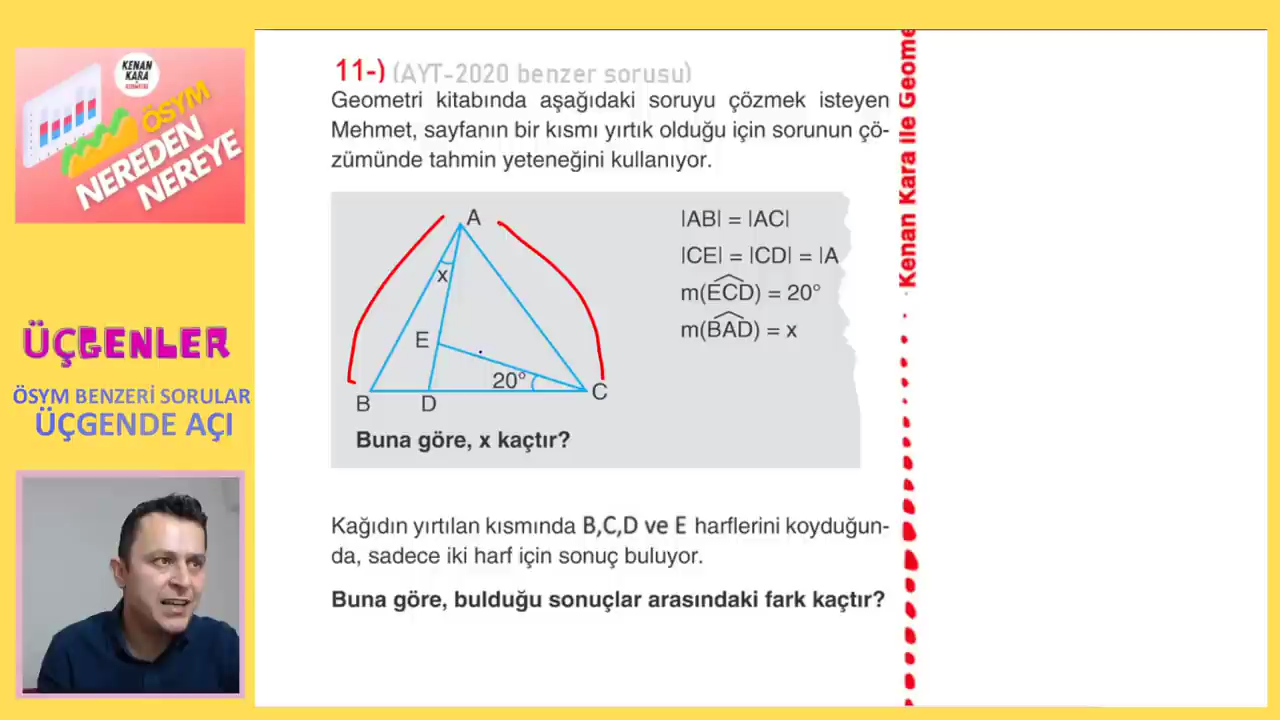 KENAN
KARA
ÖSYM
NEREDEN
NEREYE
ÜÇGENLER
ÖSYM BENZERİ SORULAR
ÜÇGENDE AÇI
11-) (AYT-2020 benzer sorusu)
Geometri kitabında aşağıdaki soruyu çözmek isteyen
Mehmet, sayfanın bir kısmı yırtık olduğu için sorunun çö-
zümünde tahmin yeteneğini kullanıyor.
A
x
E
20°
B
D
C
|AB| = |AC|
|CE| = |CD| = |A
m(ECD) = 20°
m(BAD) = x
Buna göre, x kaçtır?
Kağıdın yırtılan kısmında B,C,D ve E harflerini koyduğun-
da, sadece iki harf için sonuç buluyor.
Buna göre, bulduğu sonuçlar arasındaki fark kaçtır?
Kenan Kara ile Geome